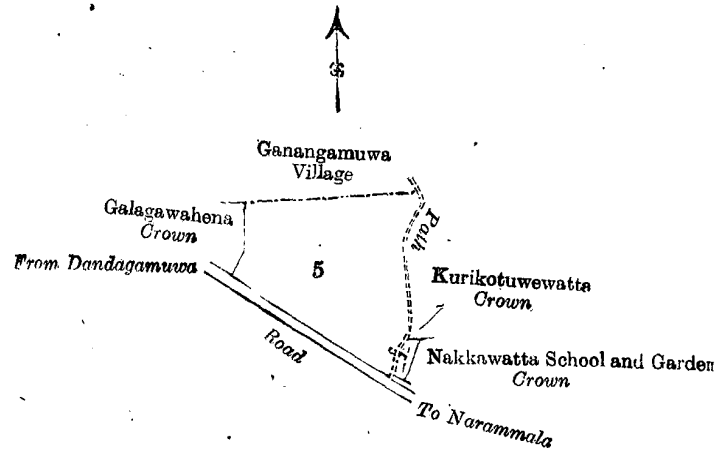 Ganangamuwa
Village
Galagawahena
Crown
Path
From Dandagamuwa
5
Kurikotuwewatta
Crown
Road
Nakkawatta School and Garden
Crown
To Narammala